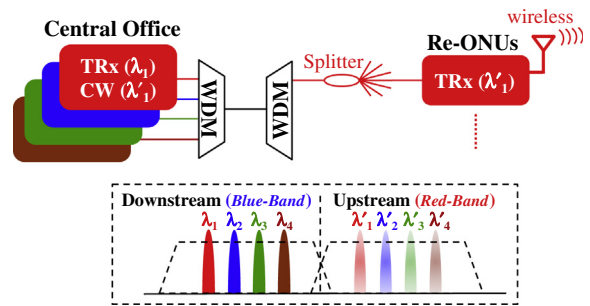 Central Office
wireless
Re-ONUs
Splitter
TRx (λ₁)
CW (λ′₁)
WDM
WDM
TRx (λ′₁)
Downstream (Blue-Band)
Upstream (Red-Band)
λ₁ λ₂ λ₃ λ₄
λ′₁ λ′₂ λ′₃ λ′₄